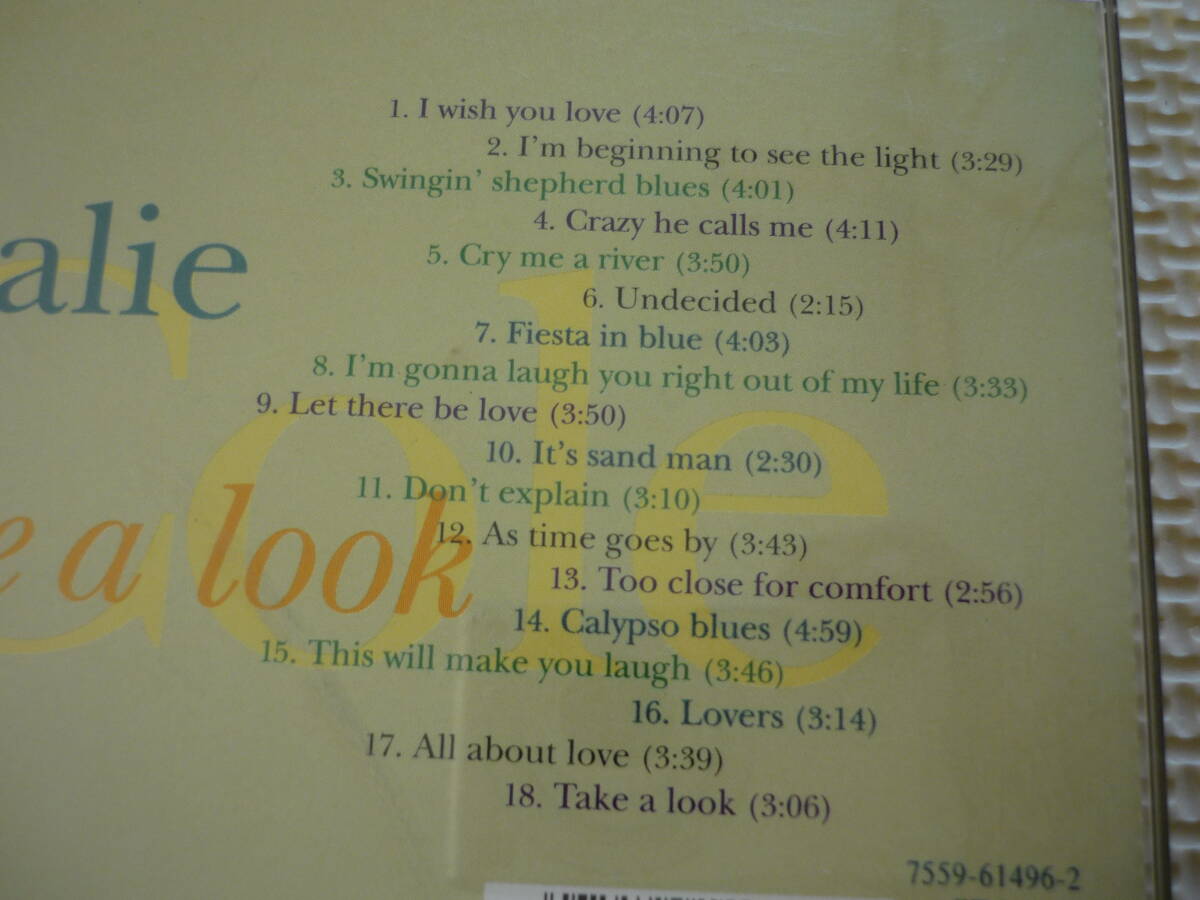 1. I wish you love (4:07)
2. I'm beginning to see the light (3:29)
3. Swingin' shepherd blues (4:01)
4. Crazy he calls me (4:11)
5. Cry me a river (3:50)
6. Undecided (2:15)
7. Fiesta in blue (4:03)
8. I'm gonna laugh you right out of my life (3:33)
9. Let there be love (3:50)
10. It's sand man (2:30)
11. Don't explain (3:10)
12. As time goes by (3:43)
13. Too close for comfort (2:56)
14. Calypso blues (4:59)
15. This will make you laugh (3:46)
16. Lovers (3:14)
17. All about love (3:39)
18. Take a look (3:06)
alie
Cole
e a look
7559-61496-2